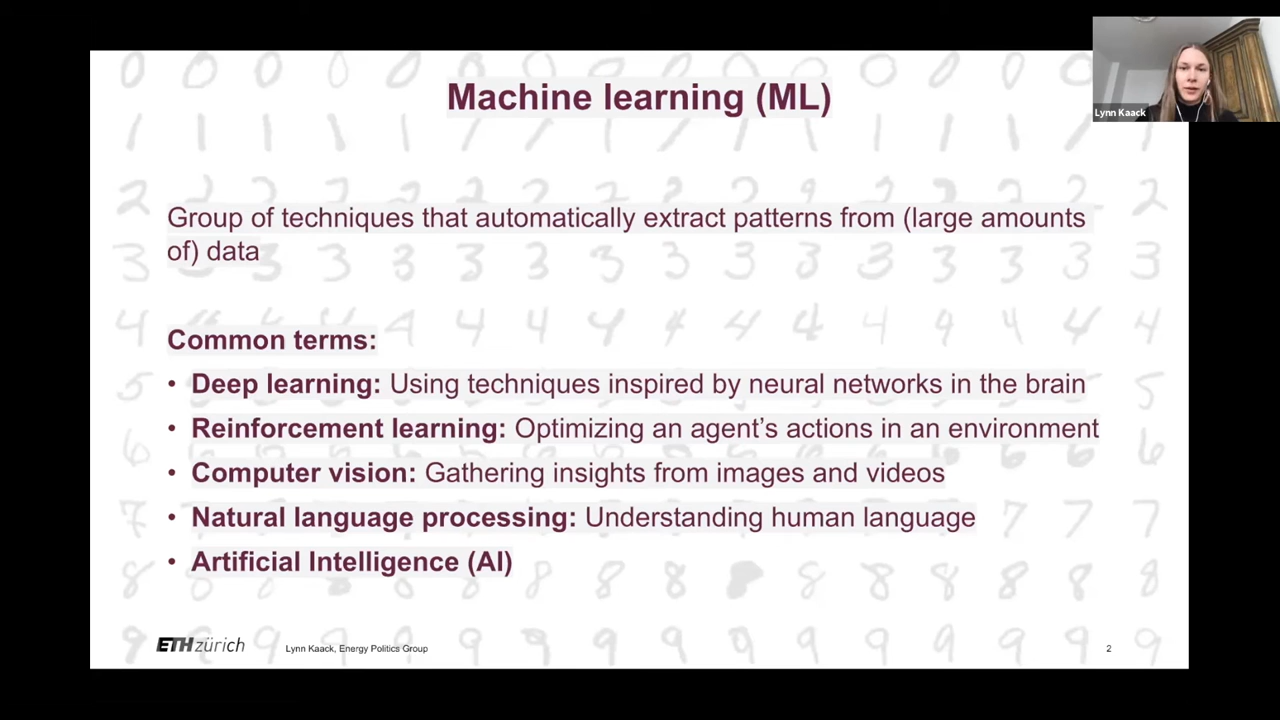 Machine learning (ML)
Lynn Kaack
Group of techniques that automatically extract patterns from (large amounts
of) data
Common terms:
• Deep learning: Using techniques inspired by neural networks in the brain
• Reinforcement learning: Optimizing an agent's actions in an environment
• Computer vision: Gathering insights from images and videos
• Natural language processing: Understanding human language
• Artificial Intelligence (AI)
ETH zürich
Lynn Kaack, Energy Politics Group
2